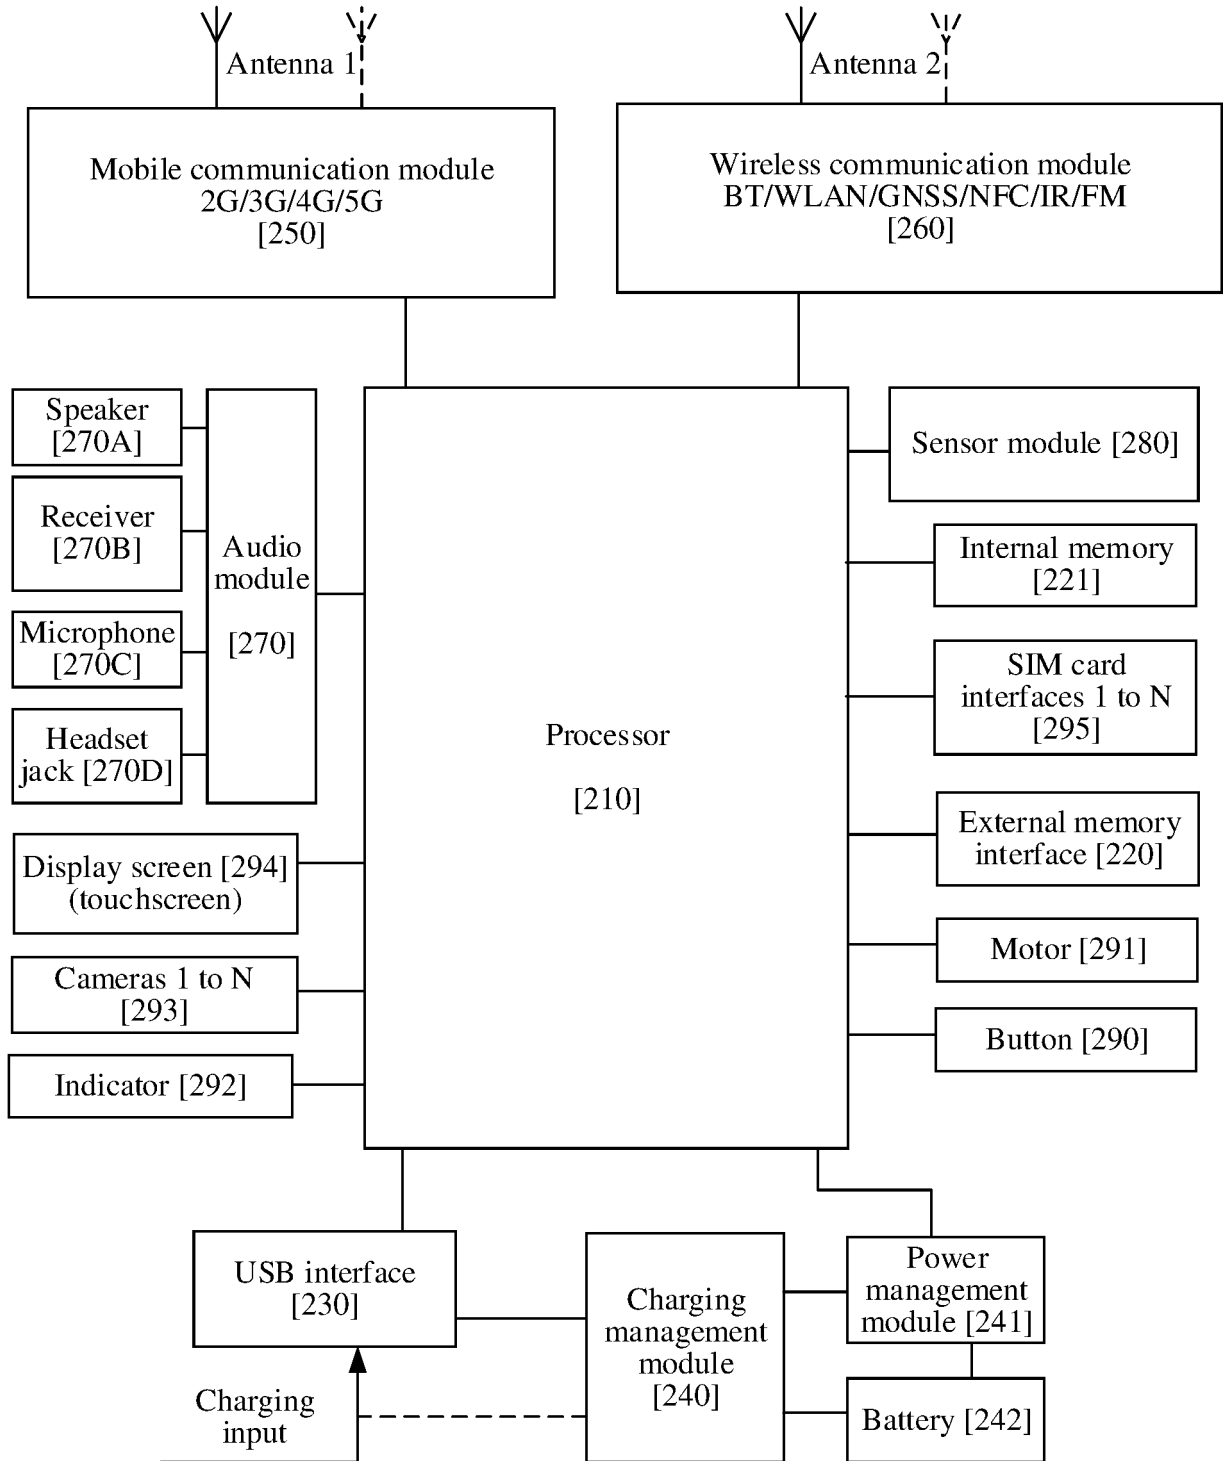 Antenna 1
Antenna 2
Mobile communication module
2G/3G/4G/5G
[250]
Wireless communication module
BT/WLAN/GNSS/NFC/IR/FM
[260]
Speaker
[270A]
Receiver
[270B]
Microphone
[270C]
Headset
jack [270D]
Audio
module
[270]
Display screen [294]
(touchscreen)
Cameras 1 to N
[293]
Indicator [292]
Processor
[210]
Sensor module [280]
Internal memory
[221]
SIM card
interfaces 1 to N
[295]
External memory
interface [220]
Motor [291]
Button [290]
USB interface
[230]
Charging
input
Charging
management
module
[240]
Power
management
module [241]
Battery [242]